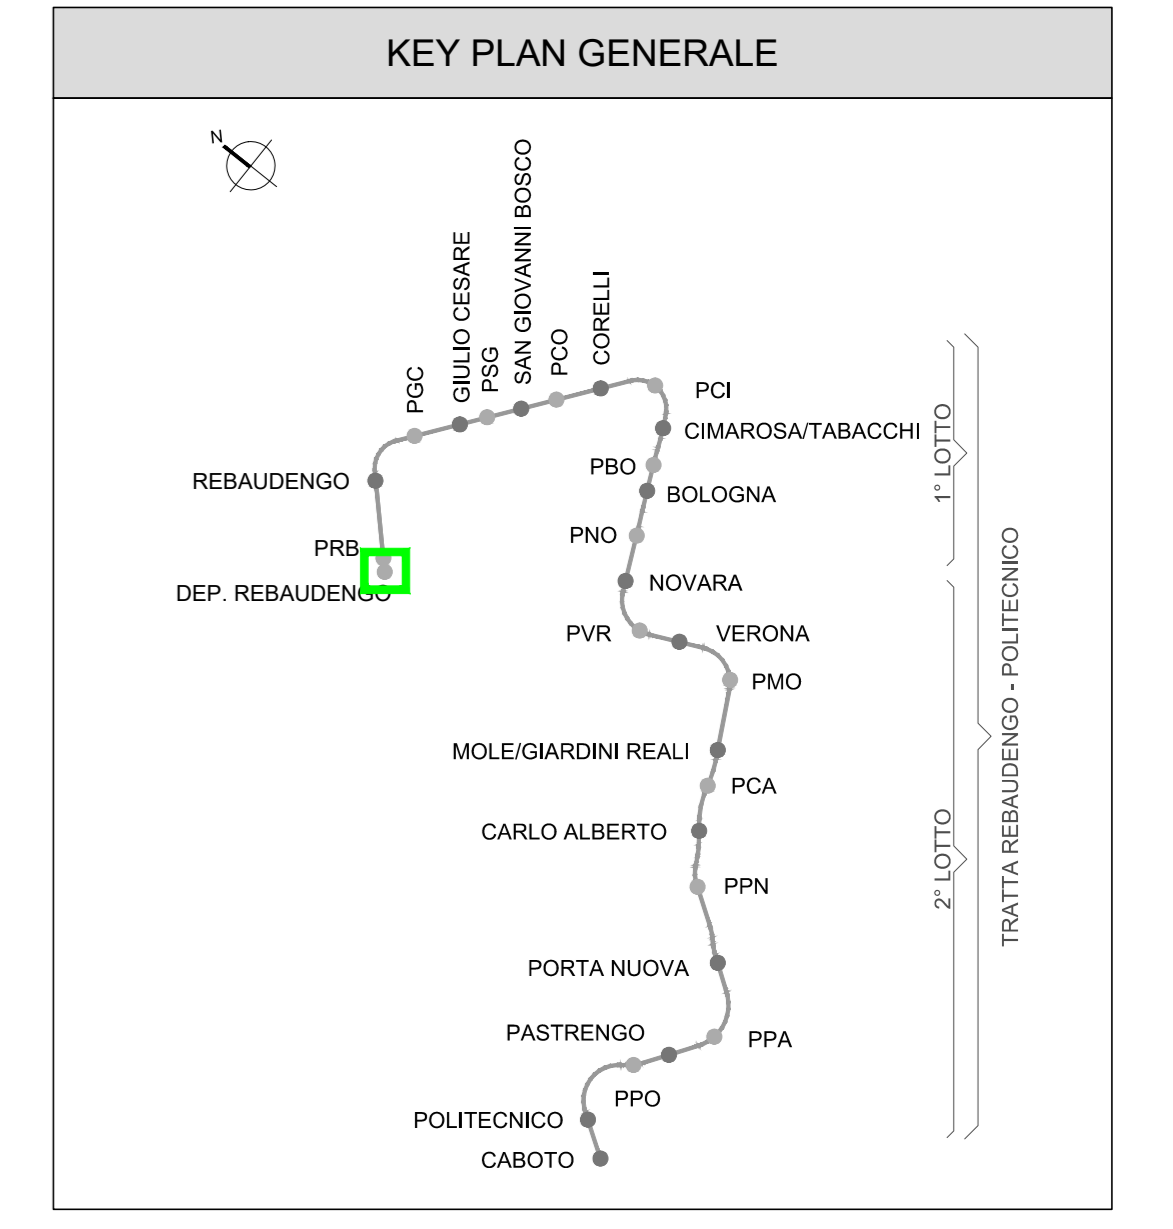 KEY PLAN GENERALE
N
PGC
GIULIO CESARE
PSG
SAN GIOVANNI BOSCO
PCO
CORELLI
PCI
CIMAROSA/TABACCHI
REBAUDENGO
PBO
BOLOGNA
PRB
PNO
DEP. REBAUDENGO
NOVARA
PVR
VERONA
PMO
MOLE/GIARDINI REALI
PCA
CARLO ALBERTO
PPN
PORTA NUOVA
PASTRENGO
PPA
PPO
POLITECNICO
CABOTO
1° LOTTO
2° LOTTO
TRATTA REBAUDENGO - POLITECNICO